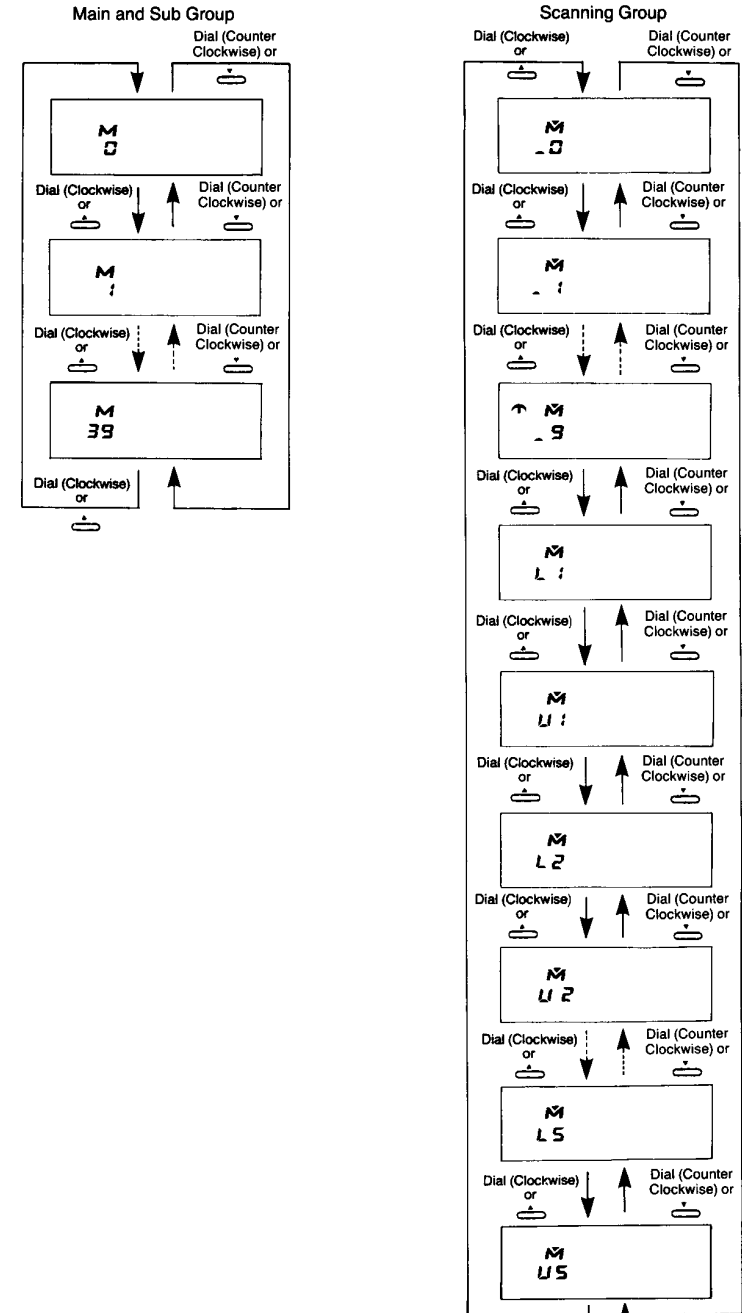 Main and Sub Group
Dial (Counter
Clockwise) or
M
0
Dial (Clockwise)
or
Dial (Counter
Clockwise) or
M
1
Dial (Clockwise)
or
Dial (Counter
Clockwise) or
M
39
Dial (Clockwise)
or
Scanning Group
Dial (Clockwise)
or
Dial (Counter
Clockwise) or
M
_0
Dial (Clockwise)
or
Dial (Counter
Clockwise) or
M
_ 1
Dial (Clockwise)
or
Dial (Counter
Clockwise) or
M
_ 9
Dial (Clockwise)
or
Dial (Counter
Clockwise) or
M
L 1
Dial (Clockwise)
or
Dial (Counter
Clockwise) or
M
U 1
Dial (Clockwise)
or
Dial (Counter
Clockwise) or
M
L 2
Dial (Clockwise)
or
Dial (Counter
Clockwise) or
M
U 2
Dial (Clockwise)
or
Dial (Counter
Clockwise) or
M
L 5
Dial (Clockwise)
or
Dial (Counter
Clockwise) or
M
U 5